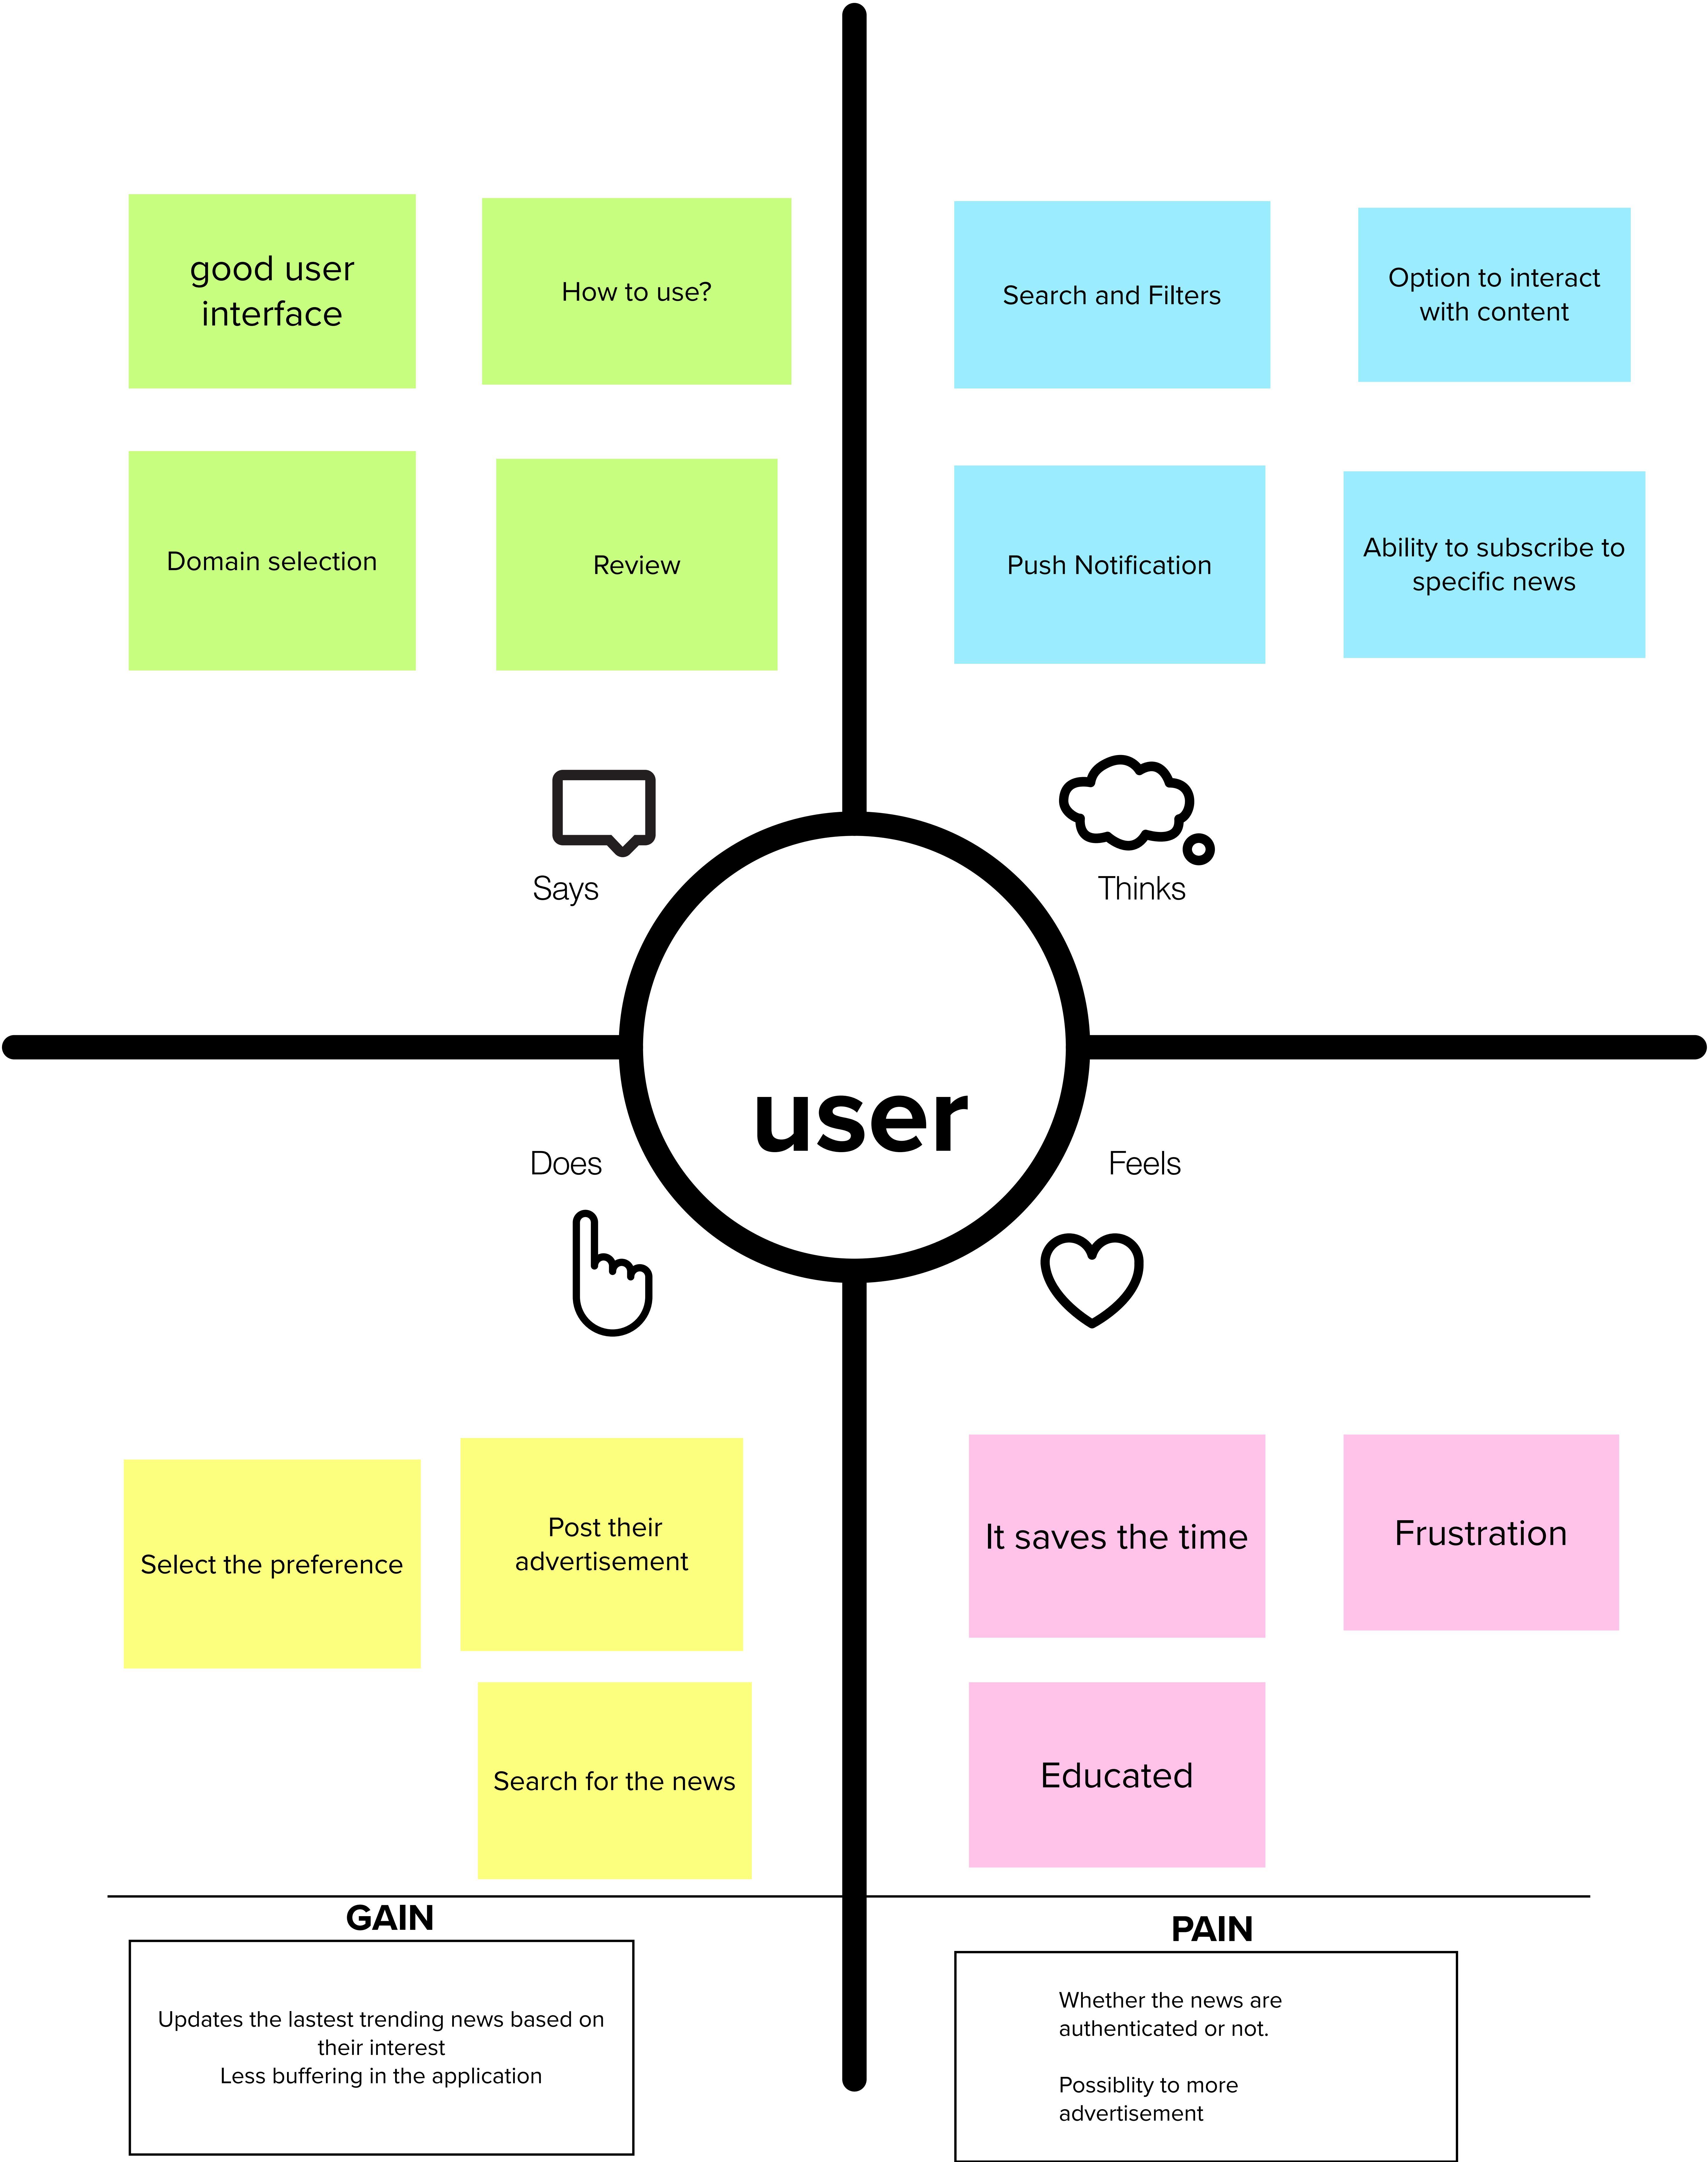 good user
interface
How to use?
Domain selection
Review
Says
Search and Filters
Option to interact
with content
Push Notification
Ability to subscribe to
specific news
Thinks
user
Does
Select the preference
Post their
advertisement
Search for the news
Feels
It saves the time
Frustration
Educated
GAIN
Updates the lastest trending news based on
their interest
Less buffering in the application
PAIN
Whether the news are
authenticated or not.
Possiblity to more
advertisement